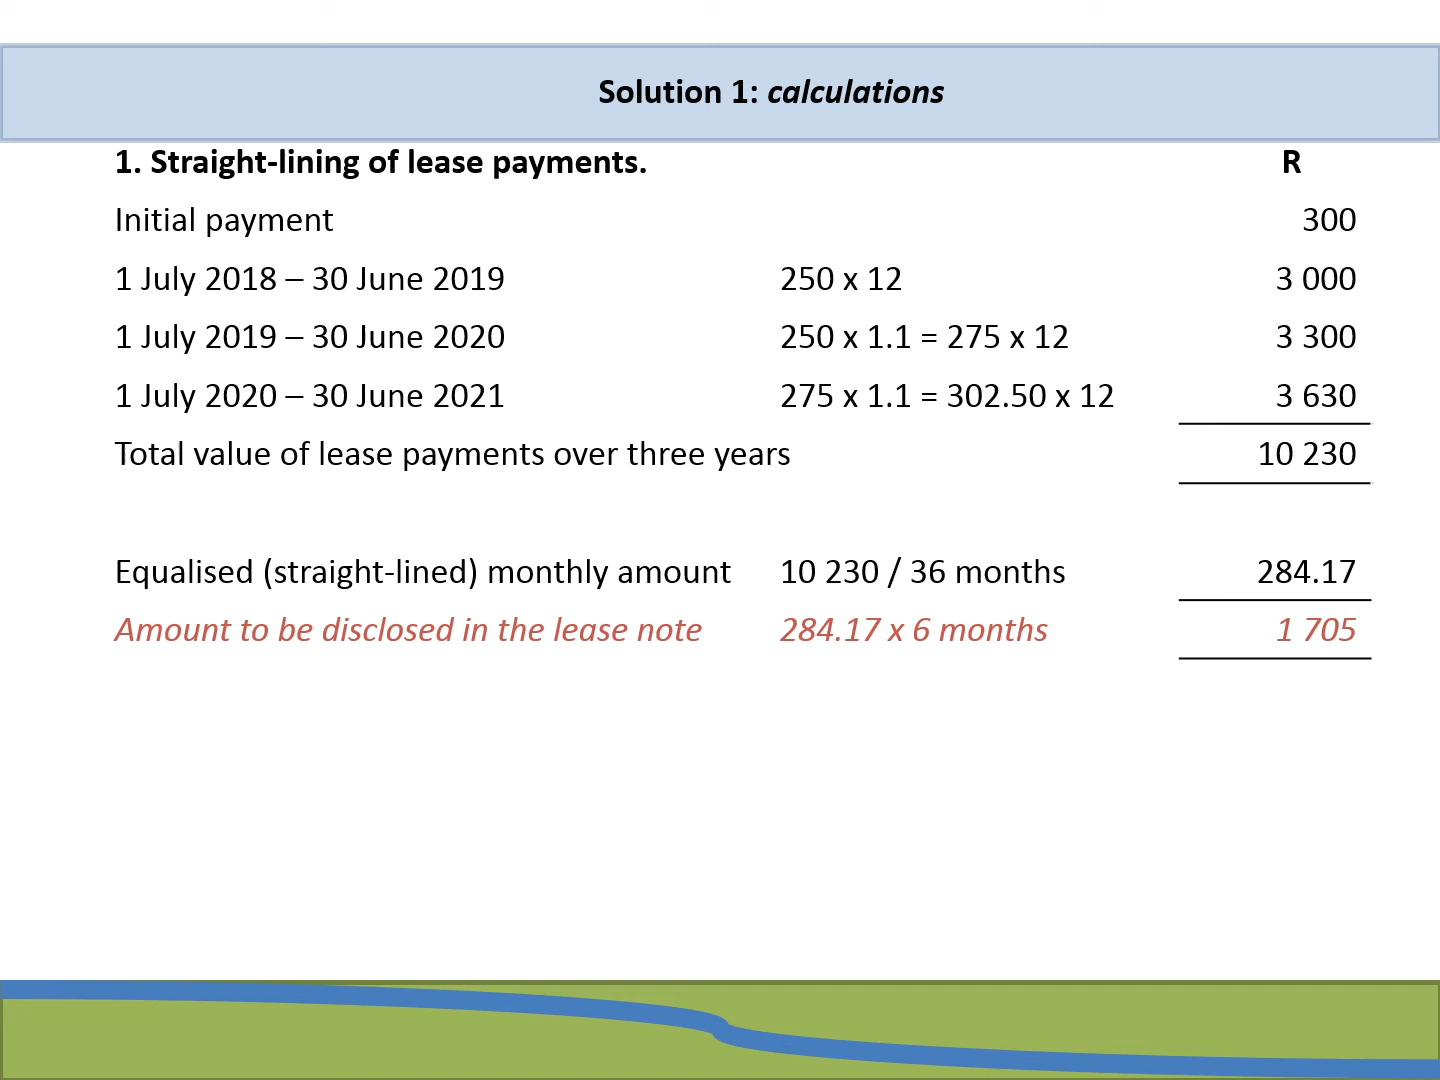 Solution 1: calculations
1. Straight-lining of lease payments. R
Initial payment 300
1 July 2018 – 30 June 2019 250 x 12 3 000
1 July 2019 – 30 June 2020 250 x 1.1 = 275 x 12 3 300
1 July 2020 – 30 June 2021 275 x 1.1 = 302.50 x 12 3 630
Total value of lease payments over three years 10 230
Equalised (straight-lined) monthly amount 10 230 / 36 months 284.17
Amount to be disclosed in the lease note 284.17 x 6 months 1 705